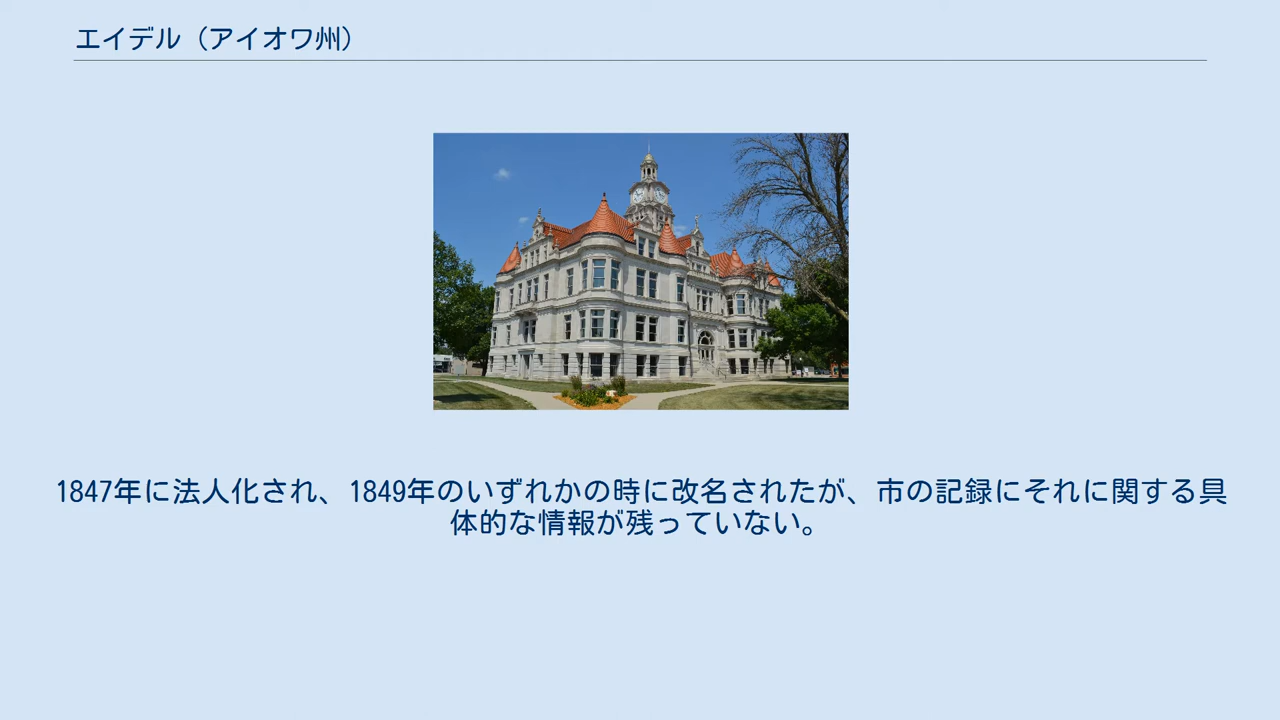 エイデル（アイオワ州）
1847年に法人化され、1849年のいずれかの時に改名されたが、市の記録にそれに関する具
体的な情報が残っていない。